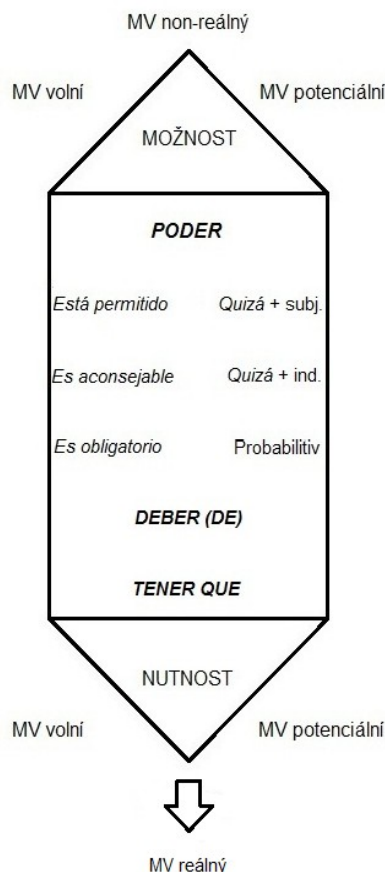 MV non-reálný
MV volní MV potenciální
MOŽNOST
PODER
Está permitido Quizá + subj.
Es aconsejable Quizá + ind.
Es obligatorio Probabilitiv
DEBER (DE)
TENER QUE
NUTNOST
MV volní MV potenciální
MV reálný